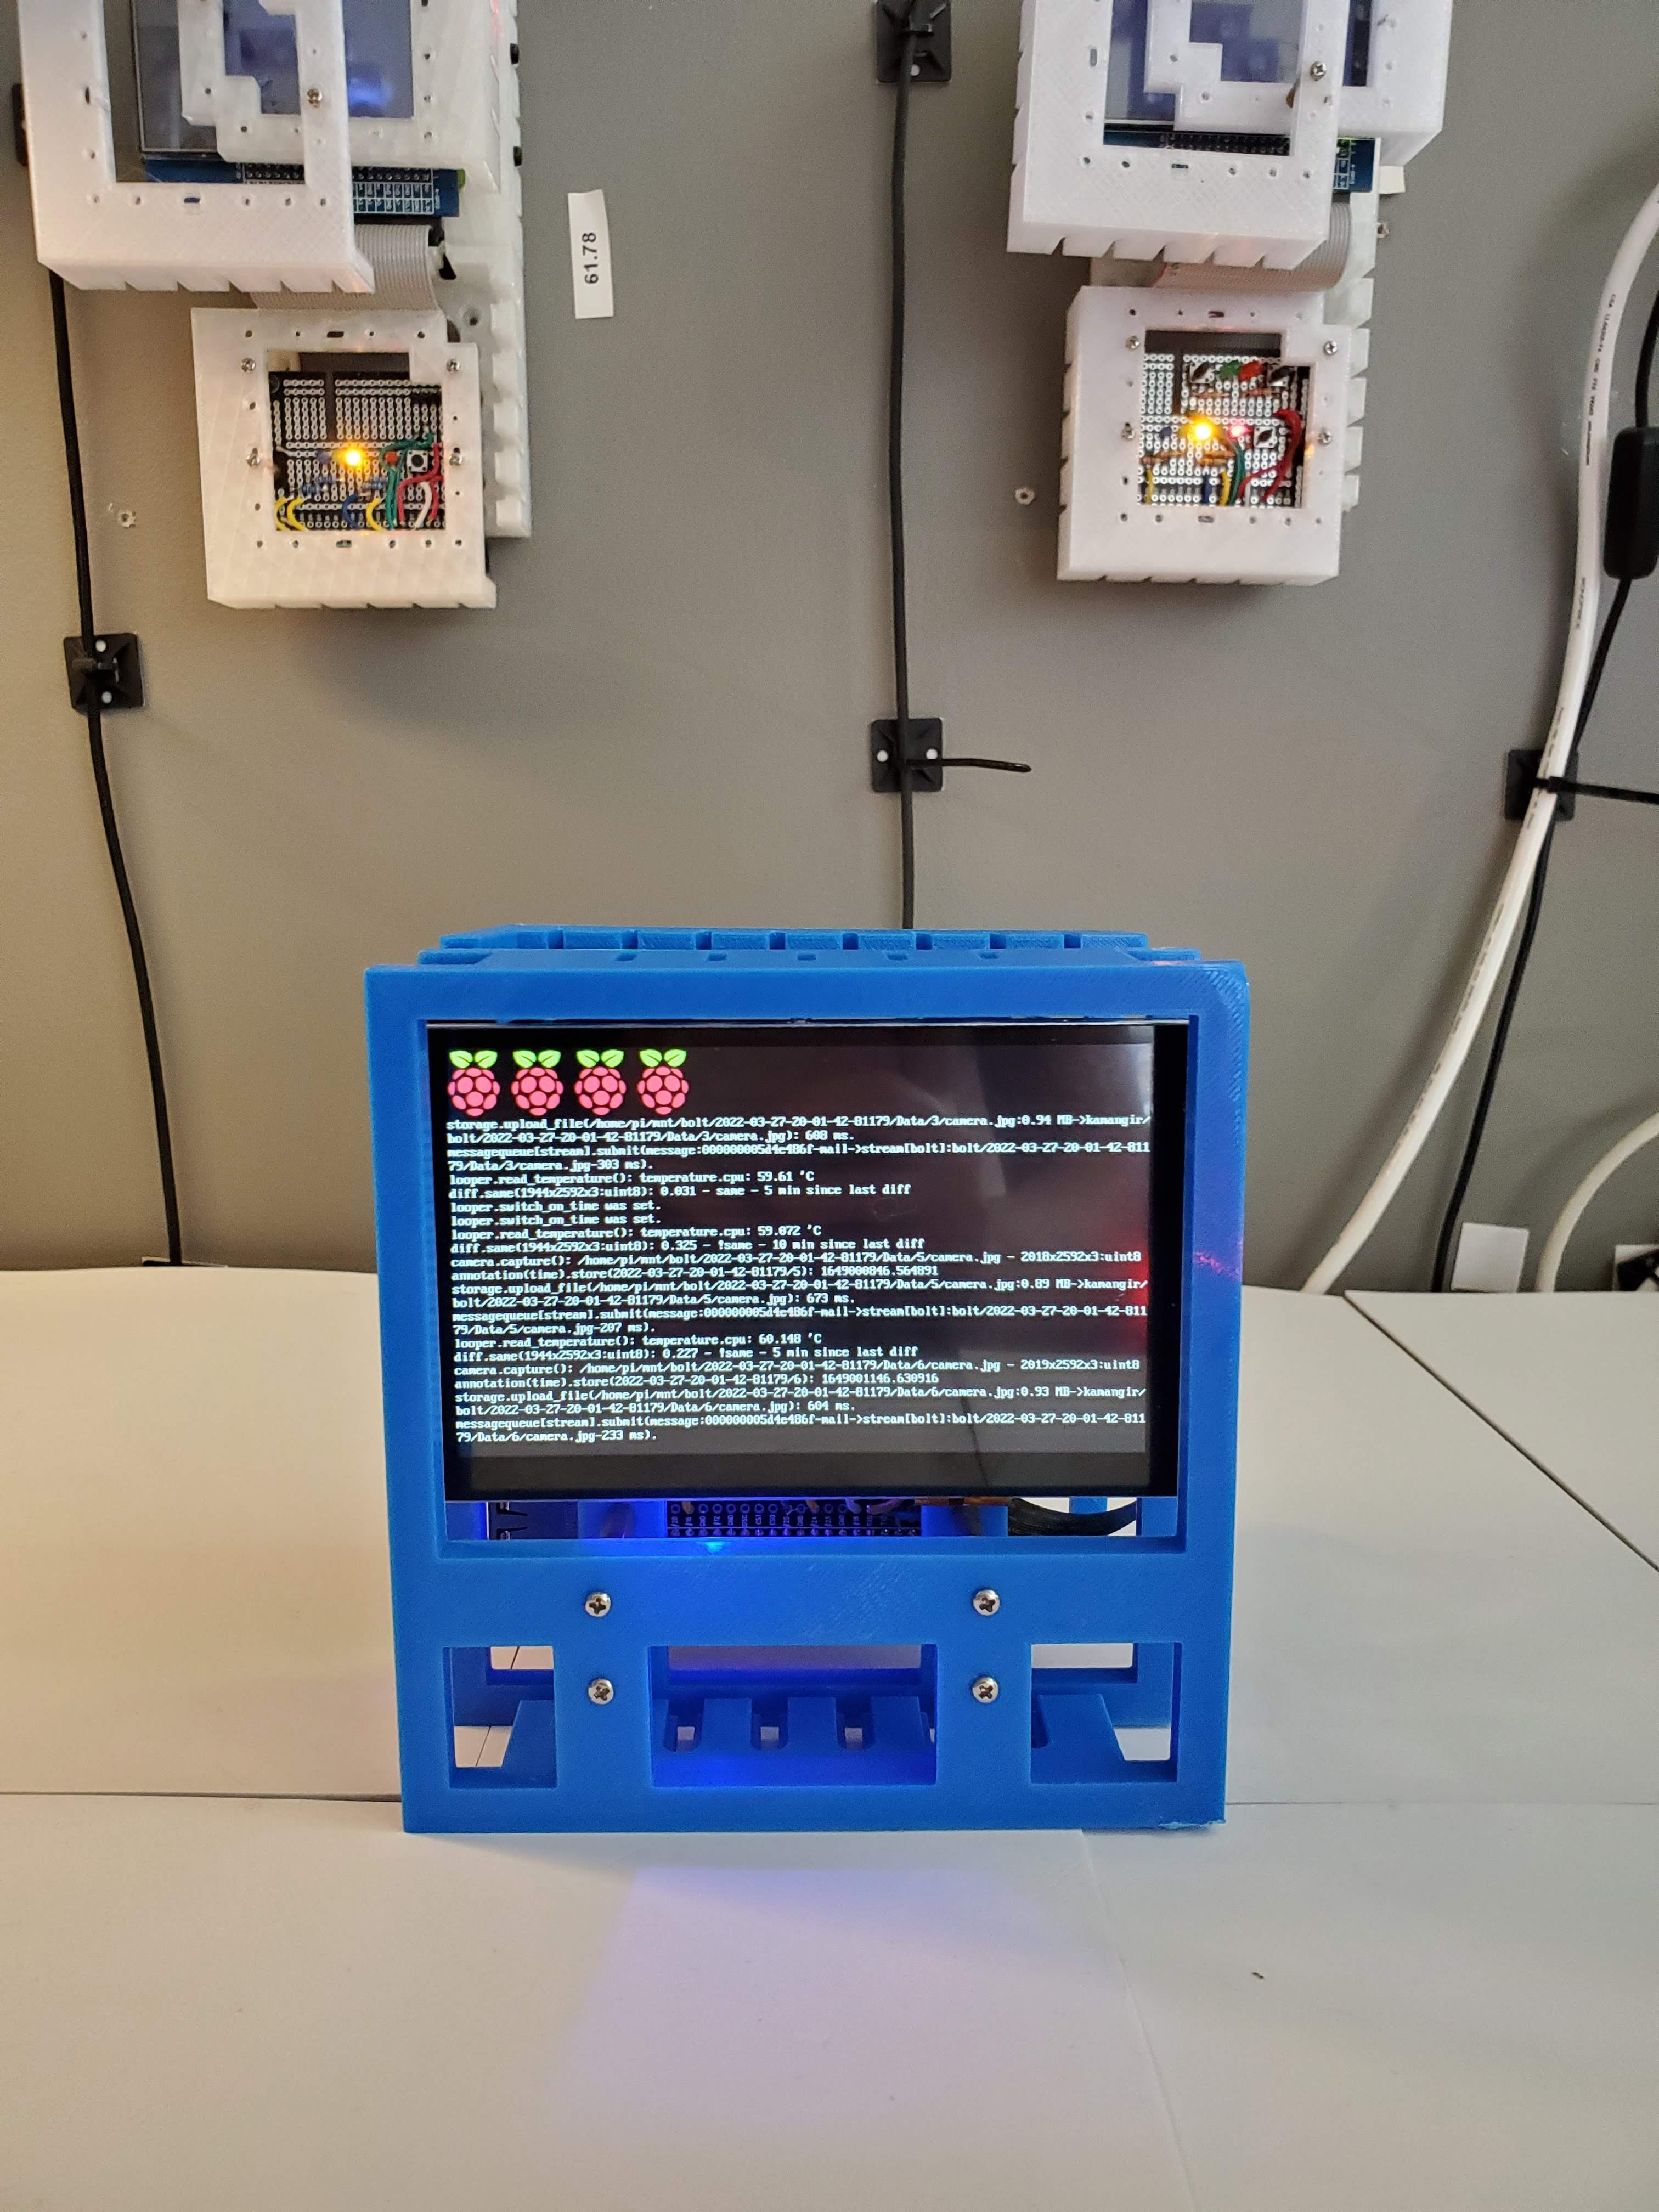 61.78
storage.upload_file(/home/pi/mnt/bolt/2022-03-27-20-01-42-81179/Data/3/camera.jpg:0.94 MB->kamangir/
bolt/2022-03-27-20-01-42-81179/Data/3/camera.jpg): 608 ms.
messagequeue[stream].submit(message:000000005d4e486f-mail->stream[bolt]:bolt/2022-03-27-20-01-42-811
79/Data/3/camera.jpg-303 ms).
looper.read_temperature(): temperature.cpu: 59.61 'C
diff.same(1944x2592x3:uint8): 0.031 - same - 5 min since last diff
looper.switch_on_time was set.
looper.switch_on_time was set.
looper.read_temperature(): temperature.cpu: 59.072 'C
diff.same(1944x2592x3:uint8): 0.325 - !same - 10 min since last diff
camera.capture(): /home/pi/mnt/bolt/2022-03-27-20-01-42-81179/Data/5/camera.jpg - 2018x2592x3:uint8
annotation(time).store(2022-03-27-20-01-42-81179/5): 1649000846.564891
storage.upload_file(/home/pi/mnt/bolt/2022-03-27-20-01-42-81179/Data/5/camera.jpg:0.89 MB->kamangir/
bolt/2022-03-27-20-01-42-81179/Data/5/camera.jpg): 673 ms.
messagequeue[stream].submit(message:000000005d4e486f-mail->stream[bolt]:bolt/2022-03-27-20-01-42-811
79/Data/5/camera.jpg-207 ms).
looper.read_temperature(): temperature.cpu: 60.148 'C
diff.same(1944x2592x3:uint8): 0.227 - !same - 5 min since last diff
camera.capture(): /home/pi/mnt/bolt/2022-03-27-20-01-42-81179/Data/6/camera.jpg - 2019x2592x3:uint8
annotation(time).store(2022-03-27-20-01-42-81179/6): 1649001146.630916
storage.upload_file(/home/pi/mnt/bolt/2022-03-27-20-01-42-81179/Data/6/camera.jpg:0.93 MB->kamangir/
bolt/2022-03-27-20-01-42-81179/Data/6/camera.jpg): 604 ms.
messagequeue[stream].submit(message:000000005d4e486f-mail->stream[bolt]:bolt/2022-03-27-20-01-42-811
79/Data/6/camera.jpg-233 ms).